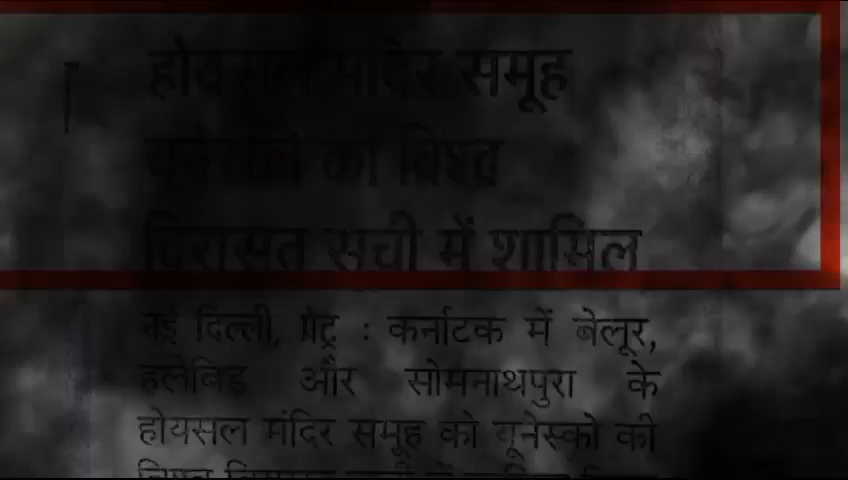 होयसल मंदिर समूह
यूनेस्को की विश्व
विरासत सूची में शामिल
नई दिल्ली, प्रेट्र : कर्नाटक में बेलूर,
हलेबिड और सोमनाथपुरा के
होयसल मंदिर समूह को यूनेस्को की